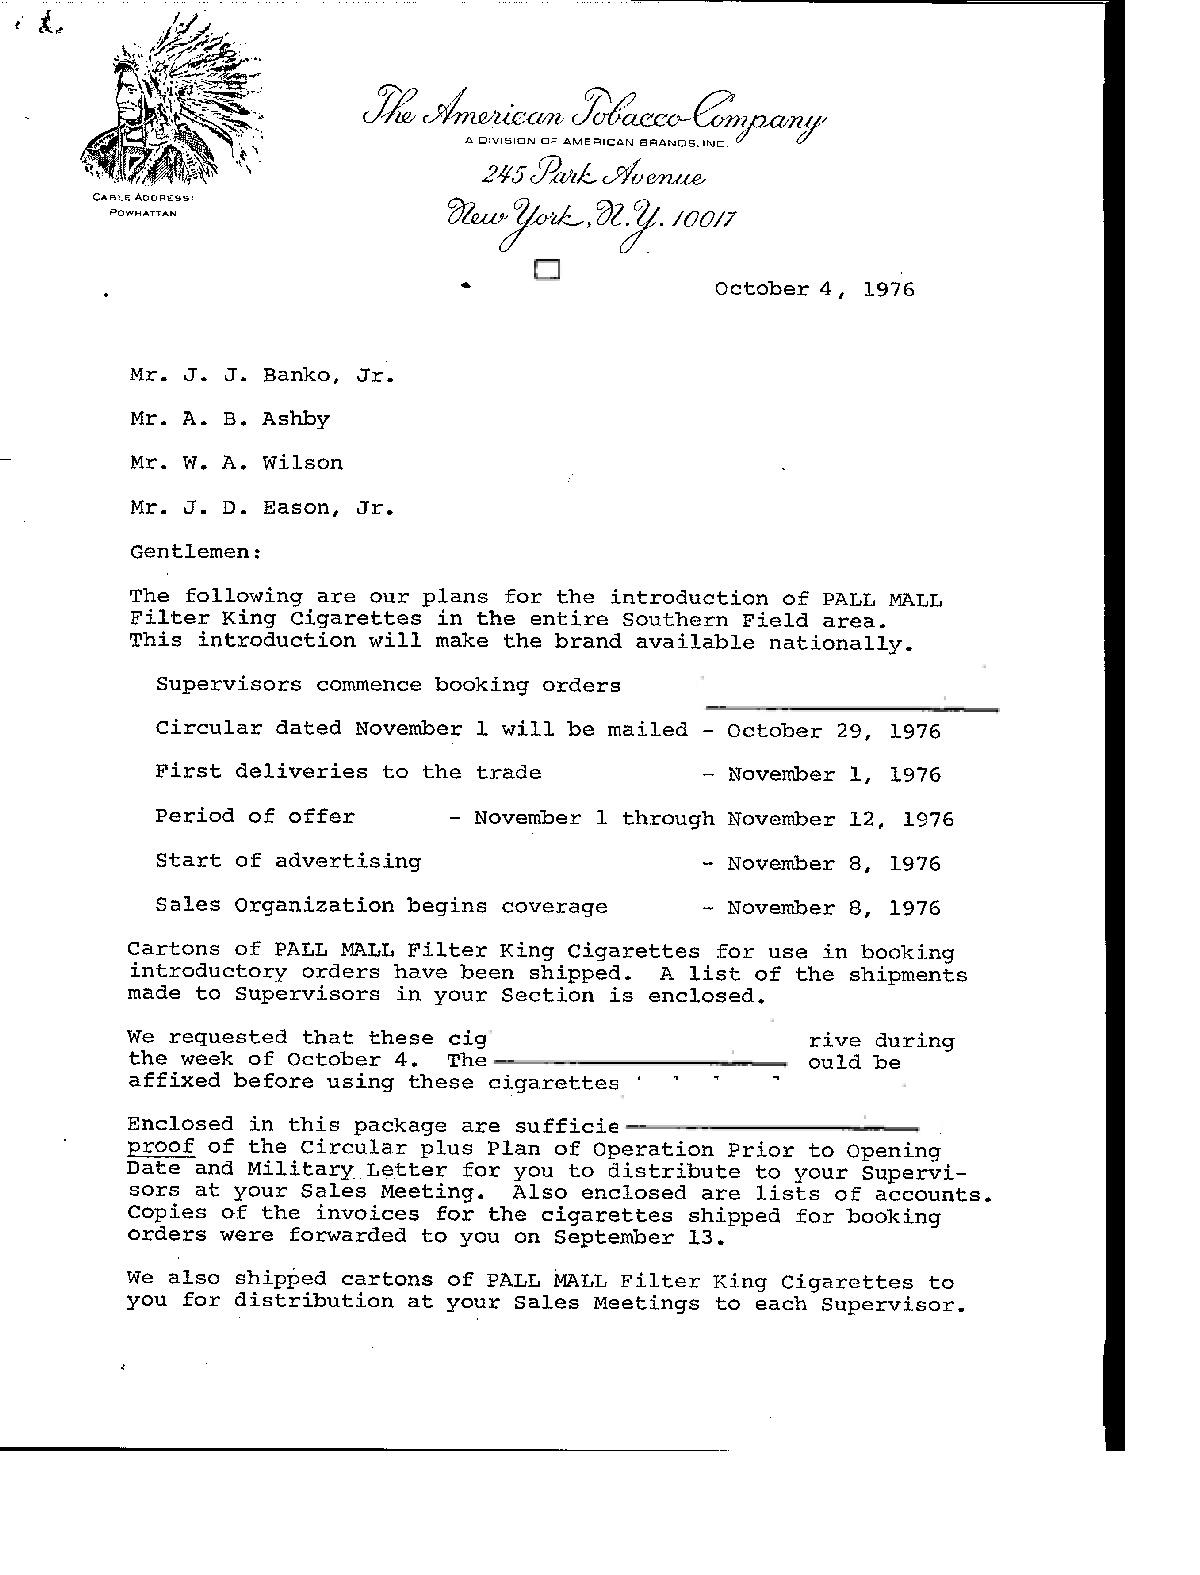 The American Tobacco Company
A DIVISION OF AMERICAN BRANDS, INC.
245 Park Avenue
New York, N.Y. 10017
CABLE ADDRESS:
POWHATTAN
October 4, 1976
Mr. J. J. Banko, Jr.
Mr. A. B. Ashby
Mr. W. A. Wilson
Mr. J. D. Eason, Jr.
Gentlemen:
The following are our plans for the introduction of PALL MALL
Filter King Cigarettes in the entire Southern Field area.
This introduction will make the brand available nationally.
Supervisors commence booking orders
Circular dated November 1 will be mailed - October 29, 1976
First deliveries to the trade - November 1, 1976
Period of offer - November 1 through November 12, 1976
Start of advertising - November 8, 1976
Sales Organization begins coverage - November 8, 1976
Cartons of PALL MALL Filter King Cigarettes for use in booking
introductory orders have been shipped. A list of the shipments
made to Supervisors in your Section is enclosed.
We requested that these cig rive during
the week of October 4. The ould be
affixed before using these cigarettes
Enclosed in this package are sufficie
proof of the Circular plus Plan of Operation Prior to Opening
Date and Military Letter for you to distribute to your Supervi-
sors at your Sales Meeting. Also enclosed are lists of accounts.
Copies of the invoices for the cigarettes shipped for booking
orders were forwarded to you on September 13.
We also shipped cartons of PALL MALL Filter King Cigarettes to
you for distribution at your Sales Meetings to each Supervisor.